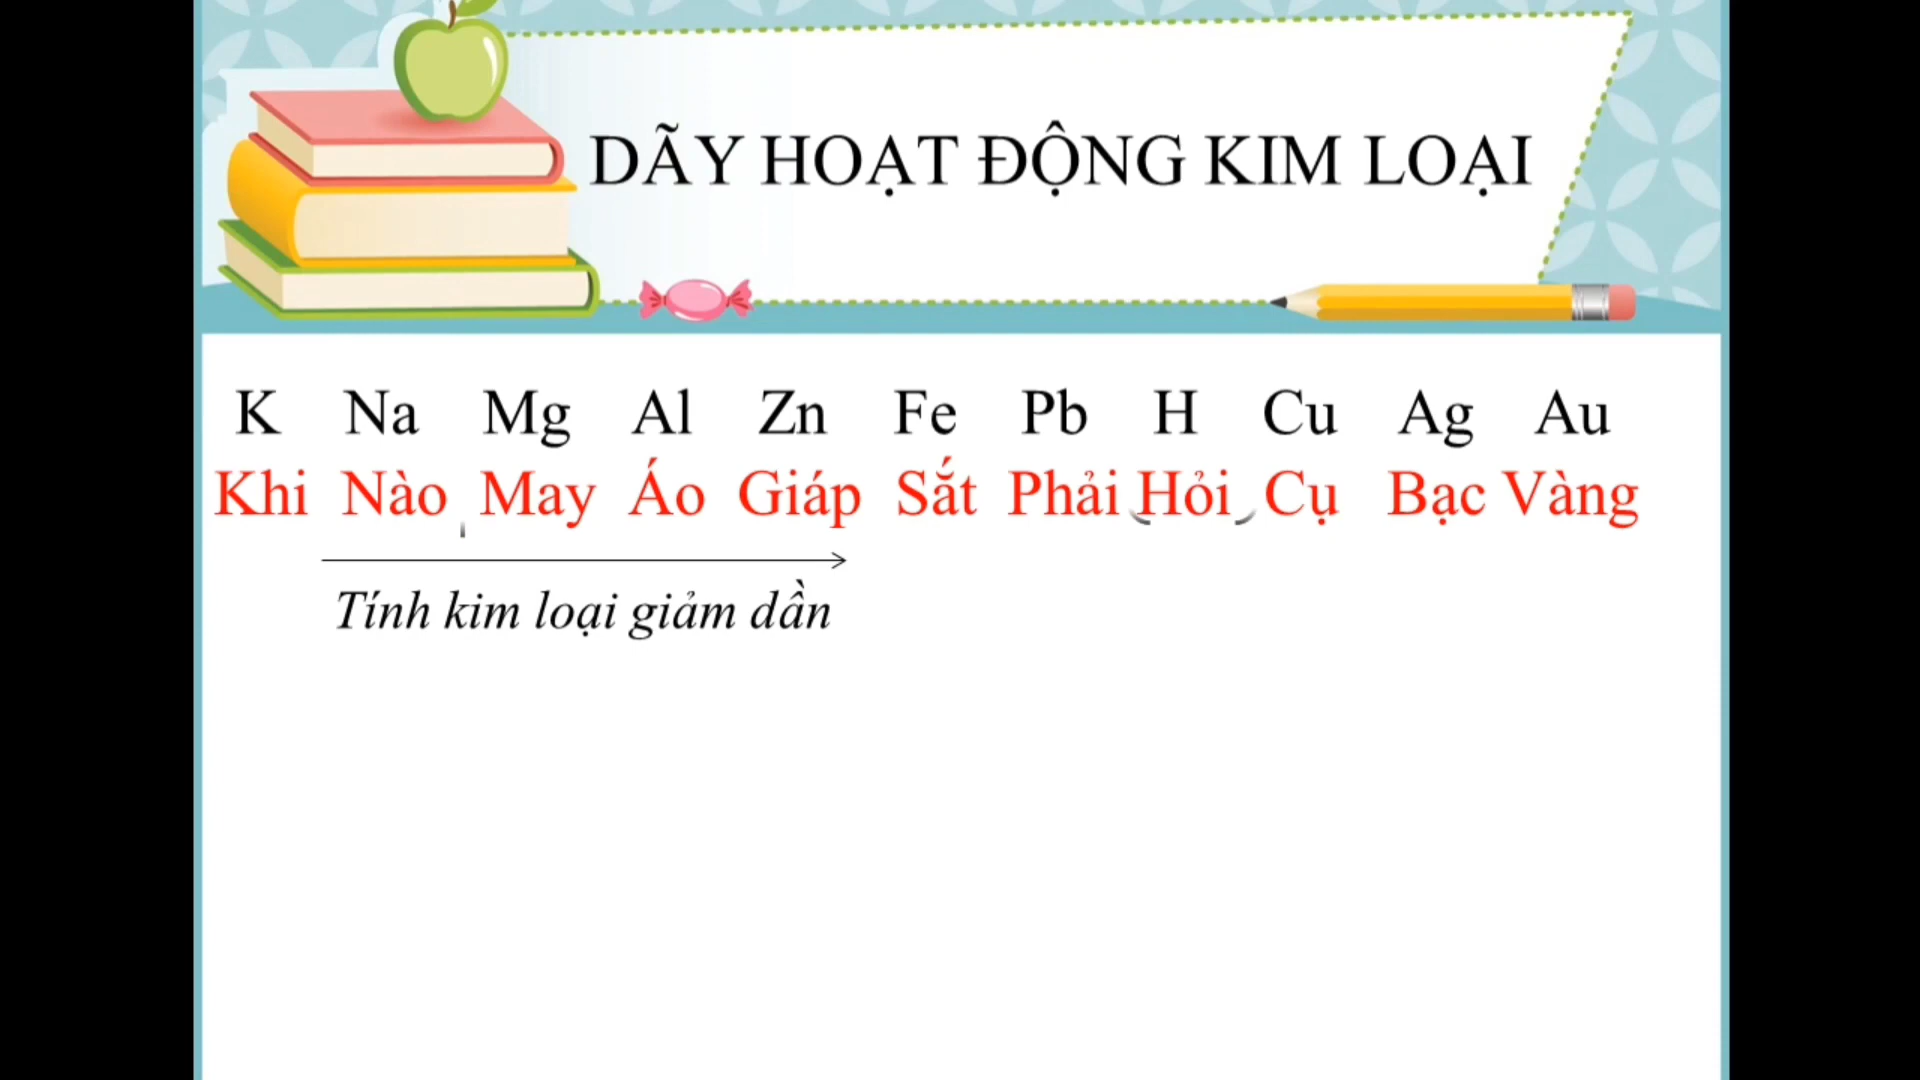 DÃY HOẠT ĐỘNG KIM LOẠI
K Na Mg Al Zn Fe Pb H Cu Ag Au
Khi Nào May Áo Giáp Sắt Phải Hỏi Cụ Bạc Vàng
Tính kim loại giảm dần